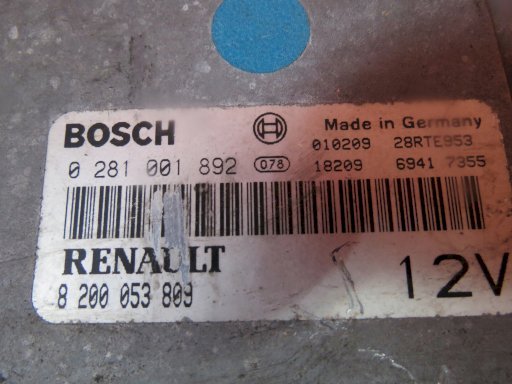 BOSCH Made in Germany
010209 28RTE953
0 281 001 892 078 18209 6941 7355
RENAULT
8 200 053 809 12V